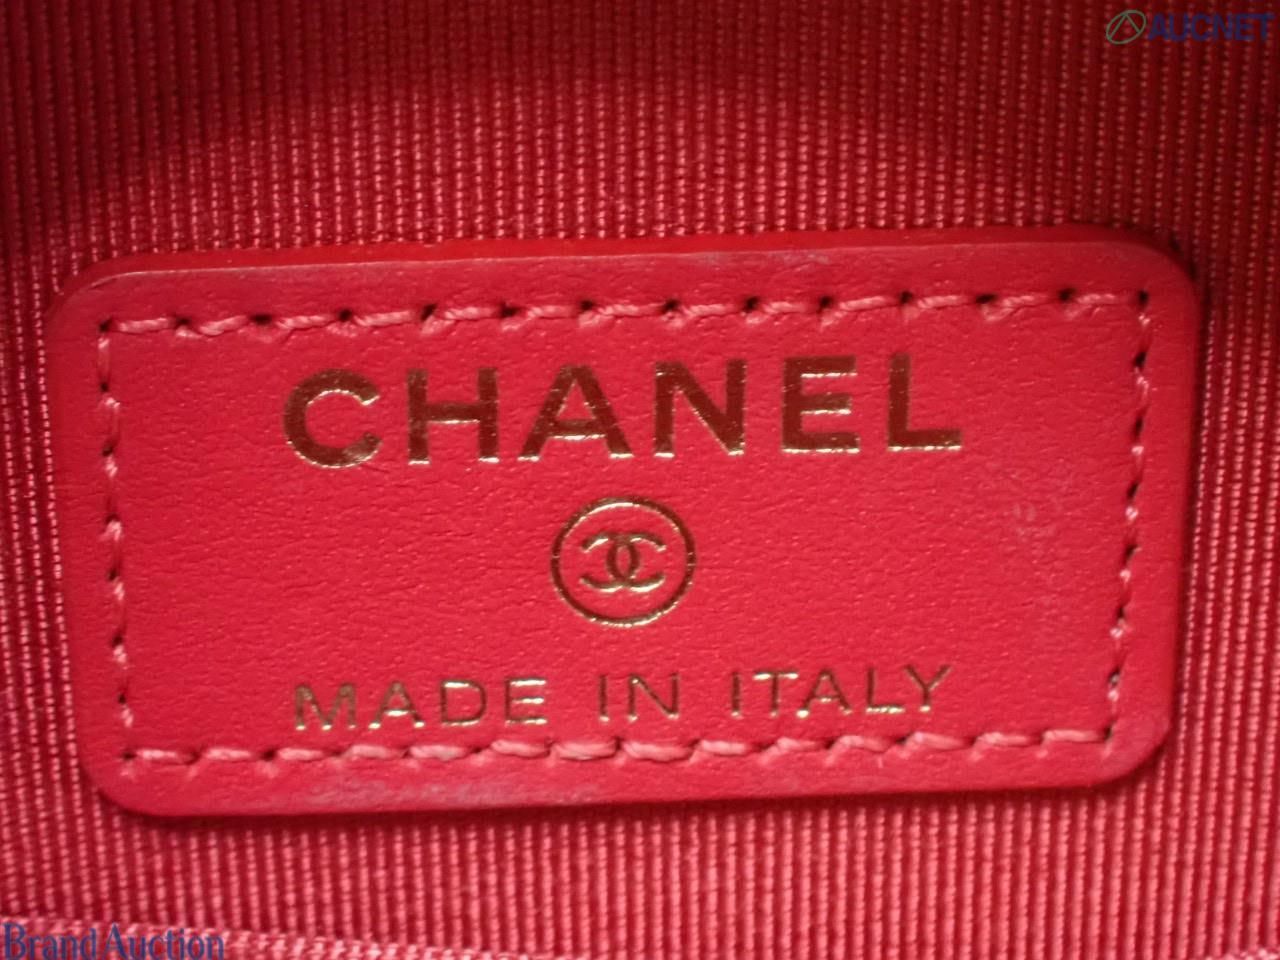 AUCNET
CHANEL
MADE IN ITALY
Brand Auction